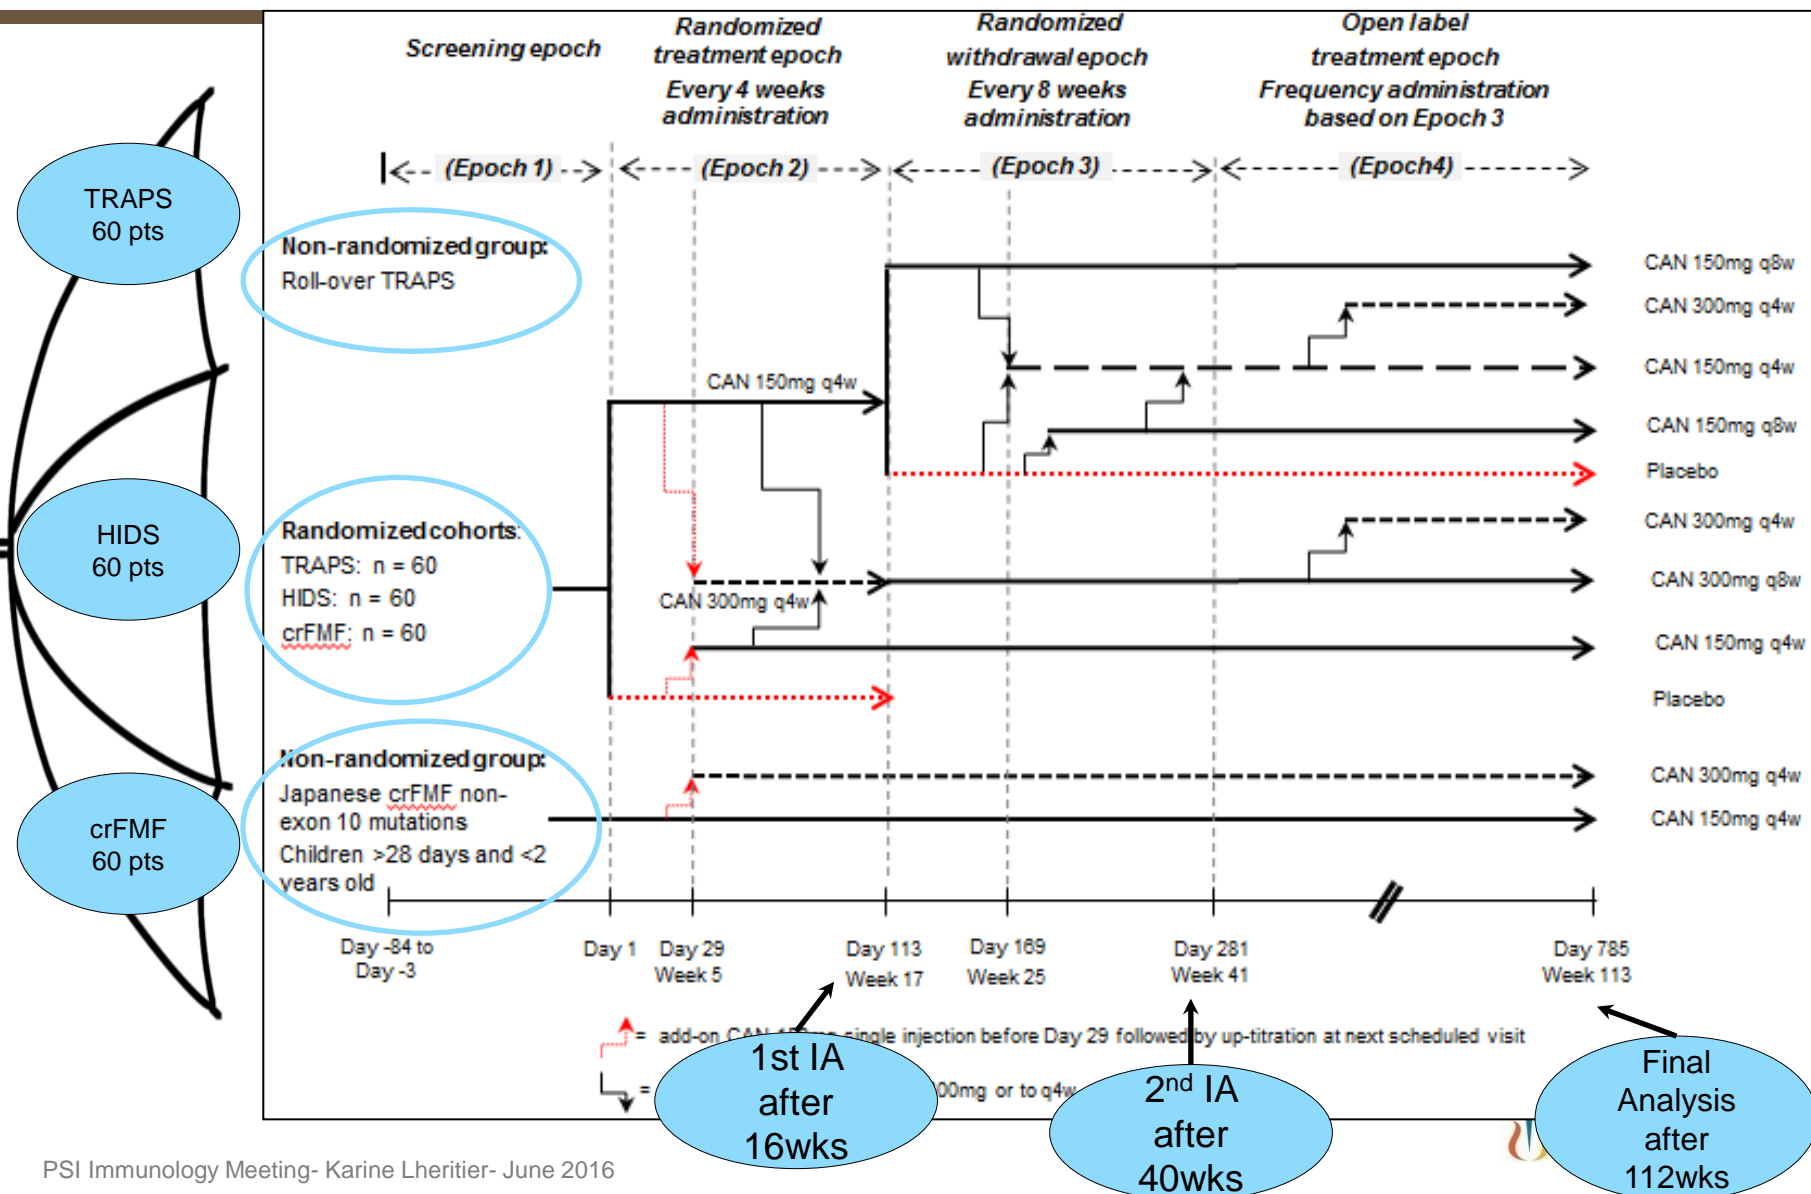 Screening epoch
Randomized
treatment epoch
Every 4 weeks
administration
Randomized
withdrawal epoch
Every 8 weeks
administration
Open label
treatment epoch
Frequency administration
based on Epoch 3
(Epoch 1)
(Epoch 2)
(Epoch 3)
(Epoch4)
TRAPS
60 pts
HIDS
60 pts
crFMF
60 pts
Non-randomized group:
Roll-over TRAPS
Randomized cohorts:
TRAPS: n = 60
HIDS: n = 60
crFMF: n = 60
Non-randomized group:
Japanese crFMF non-
exon 10 mutations
Children >28 days and <2
years old
CAN 150mg q4w
CAN 300mg q4w
CAN 150mg q8w
CAN 300mg q4w
CAN 150mg q4w
CAN 150mg q8w
Placebo
CAN 300mg q4w
CAN 300mg q8w
CAN 150mg q4w
Placebo
CAN 300mg q4w
CAN 150mg q4w
Day -84 to
Day -3
Day 1
Day 29
Week 5
Day 113
Week 17
Day 169
Week 25
Day 281
Week 41
Day 785
Week 113
= add-on CAN single injection before Day 29 followed by up-titration at next scheduled visit
= 00mg or to q4w
1st IA
after
16wks
2nd IA
after
40wks
Final
Analysis
after
112wks
PSI Immunology Meeting- Karine Lheritier- June 2016